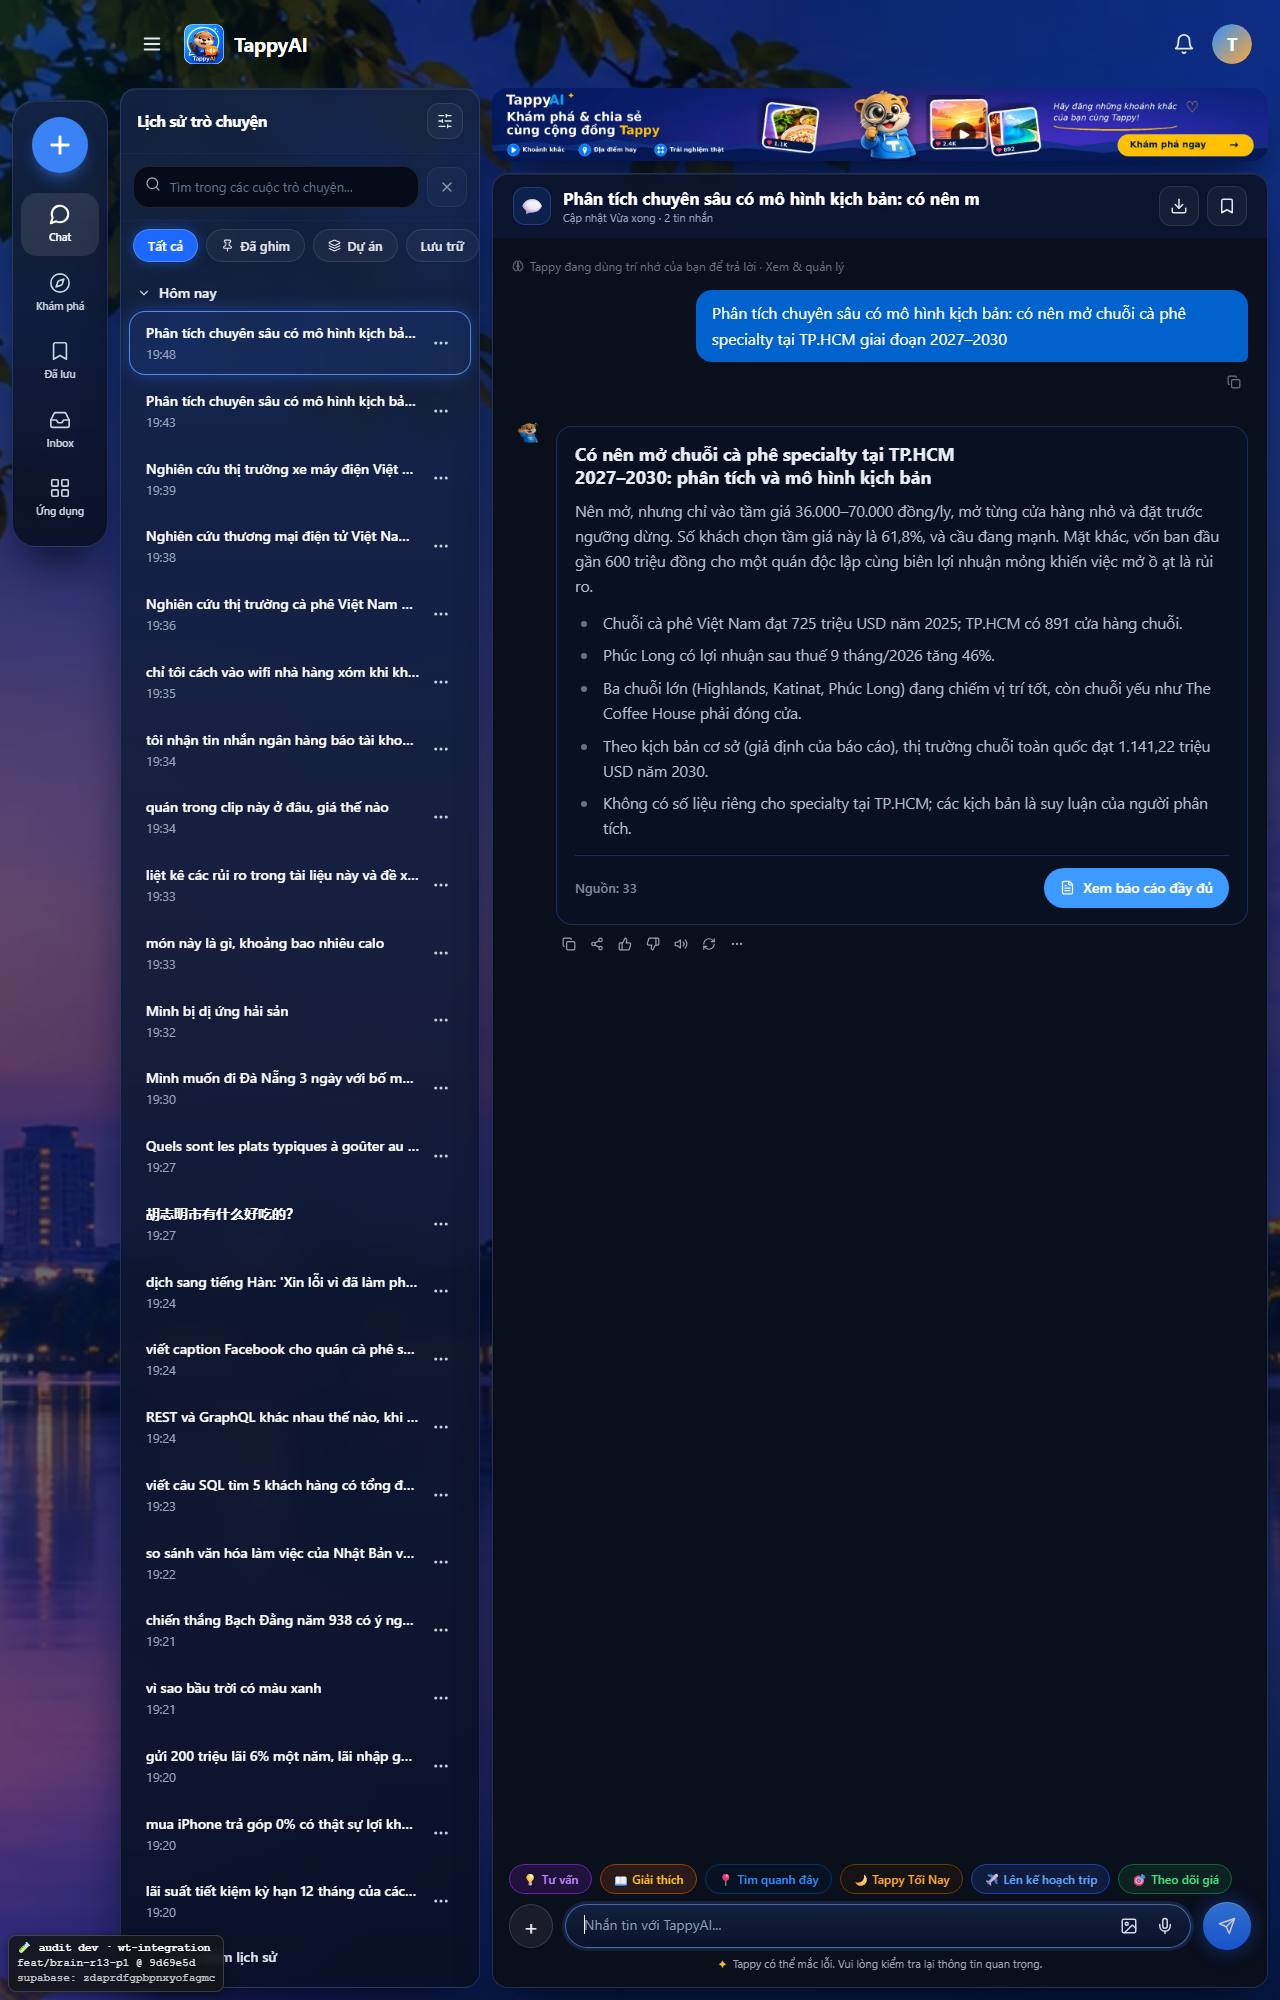 TappyAI
T
Chat
Khám phá
Đã lưu
Inbox
Ứng dụng
Lịch sử trò chuyện
Tìm trong các cuộc trò chuyện...
Tất cả
Đã ghim
Dự án
Lưu trữ
Hôm nay
Phân tích chuyên sâu có mô hình kịch bả...
19:48
Phân tích chuyên sâu có mô hình kịch bả...
19:43
Nghiên cứu thị trường xe máy điện Việt ...
19:39
Nghiên cứu thương mại điện tử Việt Na...
19:38
Nghiên cứu thị trường cà phê Việt Nam ...
19:36
chỉ tôi cách vào wifi nhà hàng xóm khi kh...
19:35
tôi nhận tin nhắn ngân hàng báo tài kho...
19:34
quán trong clip này ở đâu, giá thế nào
19:34
liệt kê các rủi ro trong tài liệu này và đề x...
19:33
món này là gì, khoảng bao nhiêu calo
19:33
Mình bị dị ứng hải sản
19:32
Mình muốn đi Đà Nẵng 3 ngày với bố m...
19:30
Quels sont les plats typiques à goûter au ...
19:27
胡志明市有什么好吃的?
19:27
dịch sang tiếng Hàn: 'Xin lỗi vì đã làm ph...
19:24
viết caption Facebook cho quán cà phê s...
19:24
REST và GraphQL khác nhau thế nào, khi ...
19:24
viết câu SQL tìm 5 khách hàng có tổng đ...
19:23
so sánh văn hóa làm việc của Nhật Bản v...
19:22
chiến thắng Bạch Đằng năm 938 có ý ng...
19:21
vì sao bầu trời có màu xanh
19:21
gửi 200 triệu lãi 6% một năm, lãi nhập g...
19:20
mua iPhone trả góp 0% có thật sự lợi kh...
19:20
lãi suất tiết kiệm kỳ hạn 12 tháng của các...
19:20
lịch sử
audit dev · wt-integration
feat/brain-r13-p1 @ 9d69e5d
supabase: zdaprdfgpbpnxyofagmc
TappyAI
Khám phá & chia sẻ
cùng cộng đồng Tappy
Khoảnh khắc
Địa điểm hay
Trải nghiệm thật
1.1K
2.4K
892
Hãy đăng những khoảnh khắc
của bạn cùng Tappy!
Khám phá ngay →
Phân tích chuyên sâu có mô hình kịch bản: có nên m
Cập nhật Vừa xong · 2 tin nhắn
Tappy đang dùng trí nhớ của bạn để trả lời · Xem & quản lý
Phân tích chuyên sâu có mô hình kịch bản: có nên mở chuỗi cà phê
specialty tại TP.HCM giai đoạn 2027–2030
Có nên mở chuỗi cà phê specialty tại TP.HCM
2027–2030: phân tích và mô hình kịch bản
Nên mở, nhưng chỉ vào tầm giá 36.000–70.000 đồng/ly, mở từng cửa hàng nhỏ và đặt trước
ngưỡng dừng. Số khách chọn tầm giá này là 61,8%, và cầu đang mạnh. Mặt khác, vốn ban đầu
gần 600 triệu đồng cho một quán độc lập cùng biên lợi nhuận mỏng khiến việc mở ồ ạt là rủi
ro.
Chuỗi cà phê Việt Nam đạt 725 triệu USD năm 2025; TP.HCM có 891 cửa hàng chuỗi.
Phúc Long có lợi nhuận sau thuế 9 tháng/2026 tăng 46%.
Ba chuỗi lớn (Highlands, Katinat, Phúc Long) đang chiếm vị trí tốt, còn chuỗi yếu như The
Coffee House phải đóng cửa.
Theo kịch bản cơ sở (giả định của báo cáo), thị trường chuỗi toàn quốc đạt 1.141,22 triệu
USD năm 2030.
Không có số liệu riêng cho specialty tại TP.HCM; các kịch bản là suy luận của người phân
tích.
Nguồn: 33
Xem báo cáo đầy đủ
Tư vấn
Giải thích
Tìm quanh đây
Tappy Tối Nay
Lên kế hoạch trip
Theo dõi giá
Nhắn tin với TappyAI...
Tappy có thể mắc lỗi. Vui lòng kiểm tra lại thông tin quan trọng.